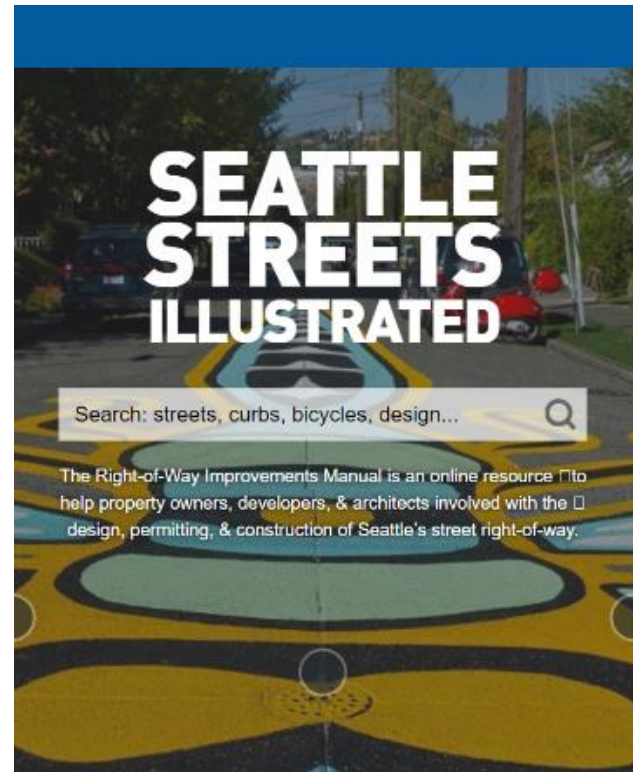 SEATTLE
STREETS
ILLUSTRATED
Search: streets, curbs, bicycles, design...
The Right-of-Way Improvements Manual is an online resource □to
help property owners, developers, & architects involved with the □
design, permitting, & construction of Seattle's street right-of-way.